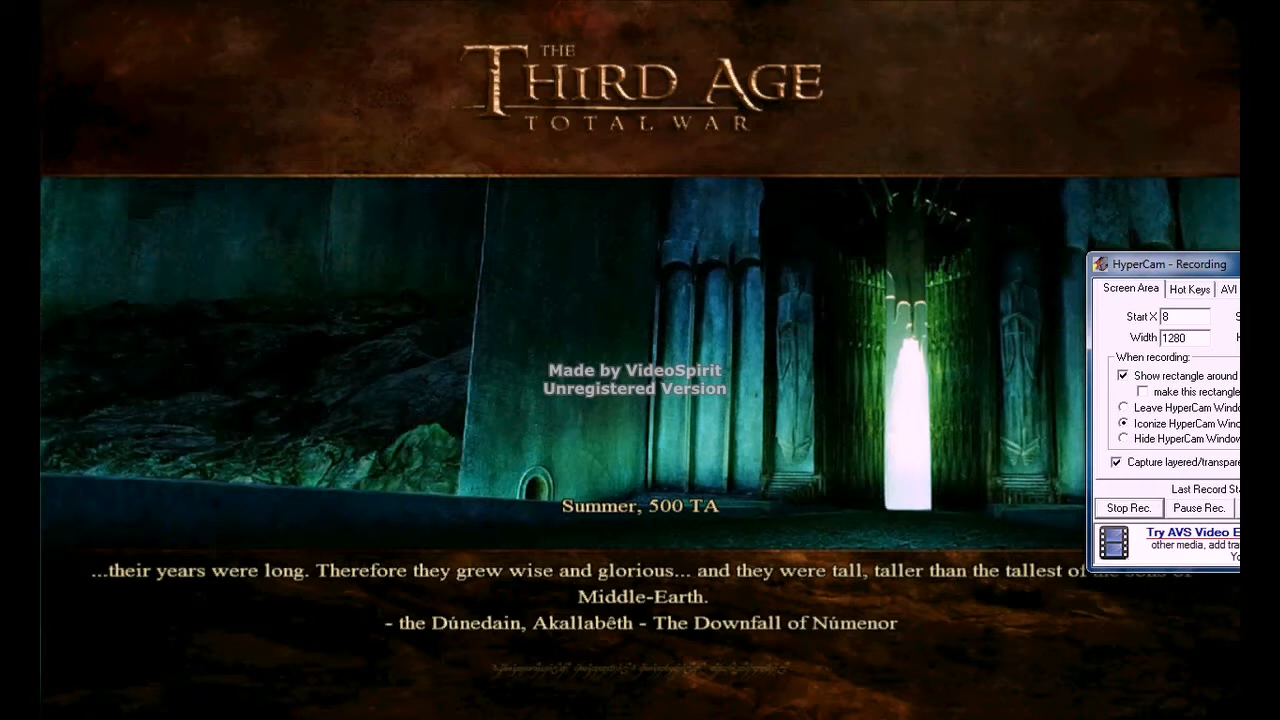 THE
THIRD AGE
TOTAL WAR
HyperCam - Recording
Screen Area Hot Keys AVI
Start X 8
Width 1280
When recording:
Show rectangle around
make this rectangle
Leave HyperCam
Iconize HyperCam
Hide HyperCam Window
Capture layered/
Last Record
Stop Rec. Pause Rec.
Try AVS Video
other media, add
Made by VideoSpirit
Unregistered Version
Summer, 500 TA
...their years were long. Therefore they grew wise and glorious... and they were tall, taller than the tallest of the sons of
Middle-Earth.
- the Dúnedain, Akallabêth - The Downfall of Númenor